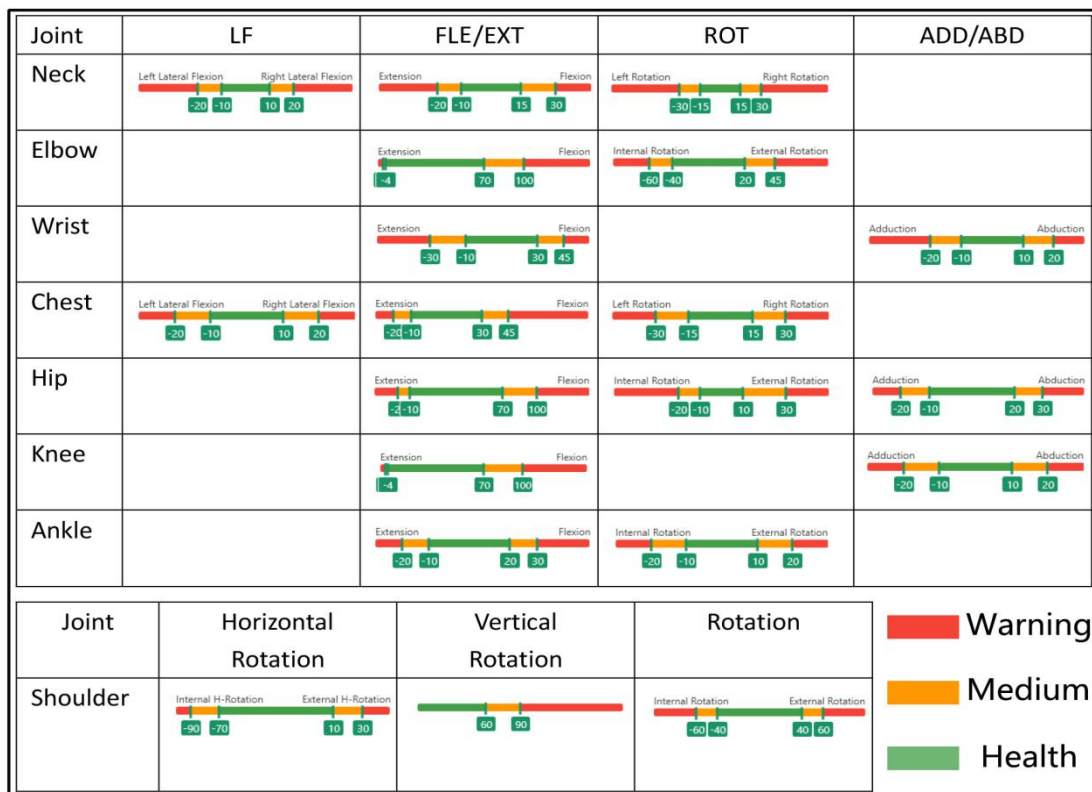 Joint LF FLE/EXT ROT ADD/ABD
Neck
Left Lateral Flexion Right Lateral Flexion
-20 -10 10 20
Extension Flexion
-20 -10 15 30
Left Rotation Right Rotation
-30 -15 15 30
Elbow
Extension Flexion
-4 70 100
Internal Rotation External Rotation
-60 -40 20 45
Wrist
Extension Flexion
-30 -10 30 45
Adduction Abduction
-20 -10 10 20
Chest
Left Lateral Flexion Right Lateral Flexion
-20 -10 10 20
Extension Flexion
-20 -10 30 45
Left Rotation Right Rotation
-30 -15 15 30
Hip
Extension Flexion
-10 70 100
Internal Rotation External Rotation
-20 -10 10 30
Adduction Abduction
-20 -10 20 30
Knee
Extension Flexion
-4 70 100
Adduction Abduction
-20 -10 10 20
Ankle
Extension Flexion
-20 -10 20 30
Internal Rotation External Rotation
-20 -10 10 20
Joint Horizontal Rotation Vertical Rotation Rotation
Shoulder
Internal H-Rotation External H-Rotation
-90 -70 10 30
60 90
Internal Rotation External Rotation
-60 -40 40 60
Warning
Medium
Health